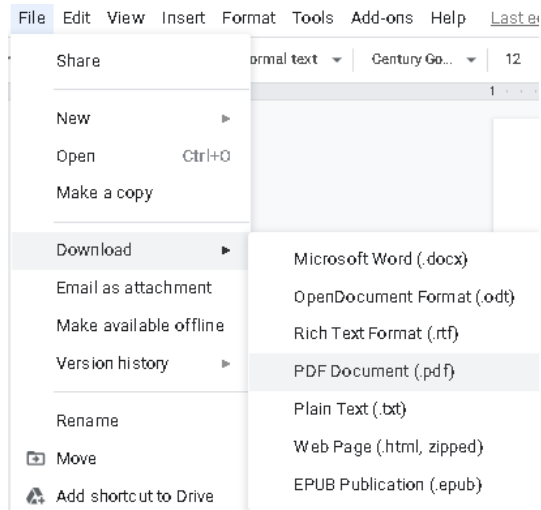 File Edit View Insert Format Tools Add-ons Help Last e
Share
ormal text Century Go... 12
1
New
Open Ctrl+O
Make a copy
Download
Email as attachment
Make available offline
Version history
Rename
Move
Add shortcut to Drive
Microsoft Word (.docx)
OpenDocument Format (.odt)
Rich Text Format (.rtf)
PDF Document (.pdf)
Plain Text (.txt)
Web Page (.html, zipped)
EPUB Publication (.epub)